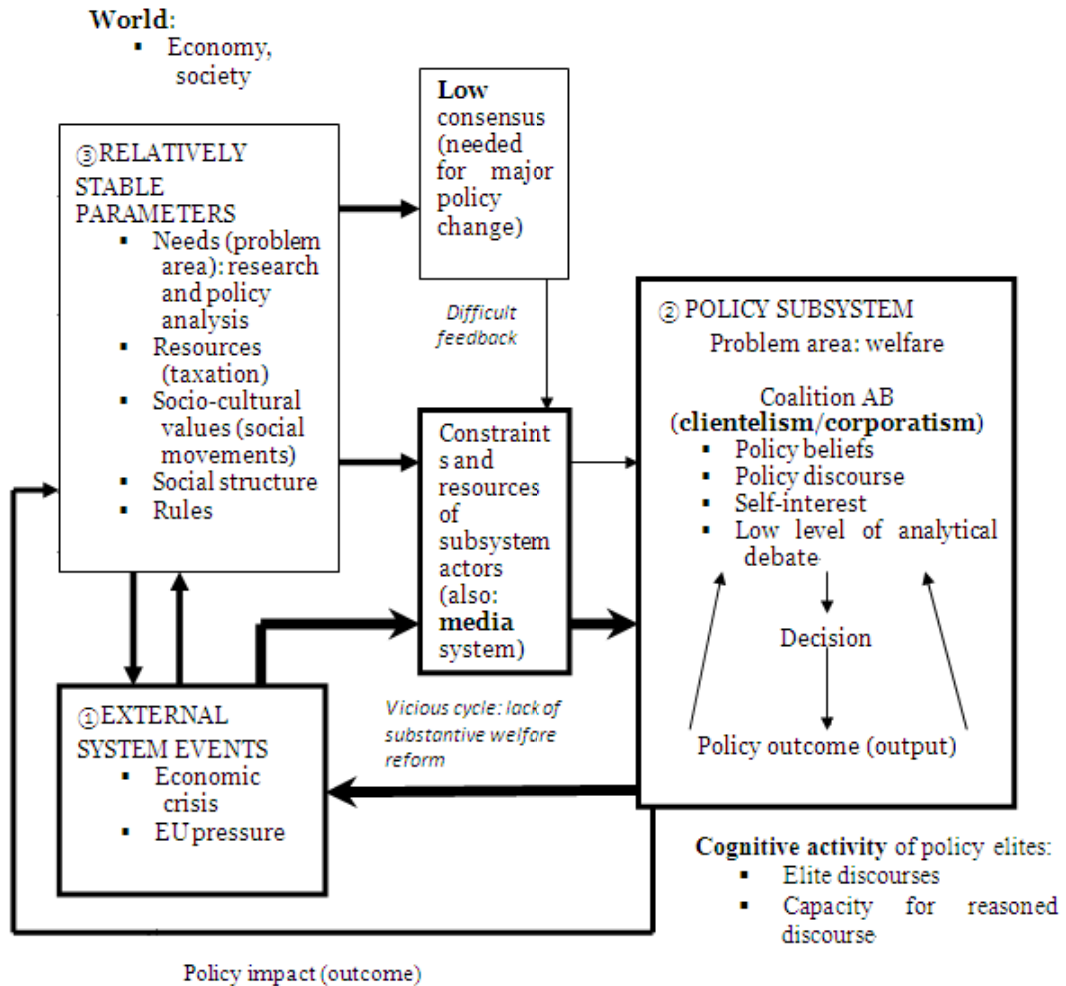 World:
▪ Economy,
society
③RELATIVELY
STABLE
PARAMETERS
▪ Needs (problem
area): research
and policy
analysis
▪ Resources
(taxation)
▪ Socio-cultural
values (social
movements)
▪ Social structure
▪ Rules
Low
consensus
(needed
for major
policy
change)
Difficult
feedback
Constraint
s and
resources
of
subsystem
actors
(also:
media
system)
②POLICY SUBSYSTEM
Problem area: welfare
Coalition AB
(clientelism/corporatism)
▪ Policy beliefs
▪ Policy discourse
▪ Self-interest
▪ Low level of analytical
debate
Decision
Policy outcome (output)
①EXTERNAL
SYSTEM EVENTS
▪ Economic
crisis
▪ EU pressure
Vicious cycle: lack of
substantive welfare
reform
Cognitive activity of policy elites:
▪ Elite discourses
▪ Capacity for reasoned
discourse
Policy impact (outcome)